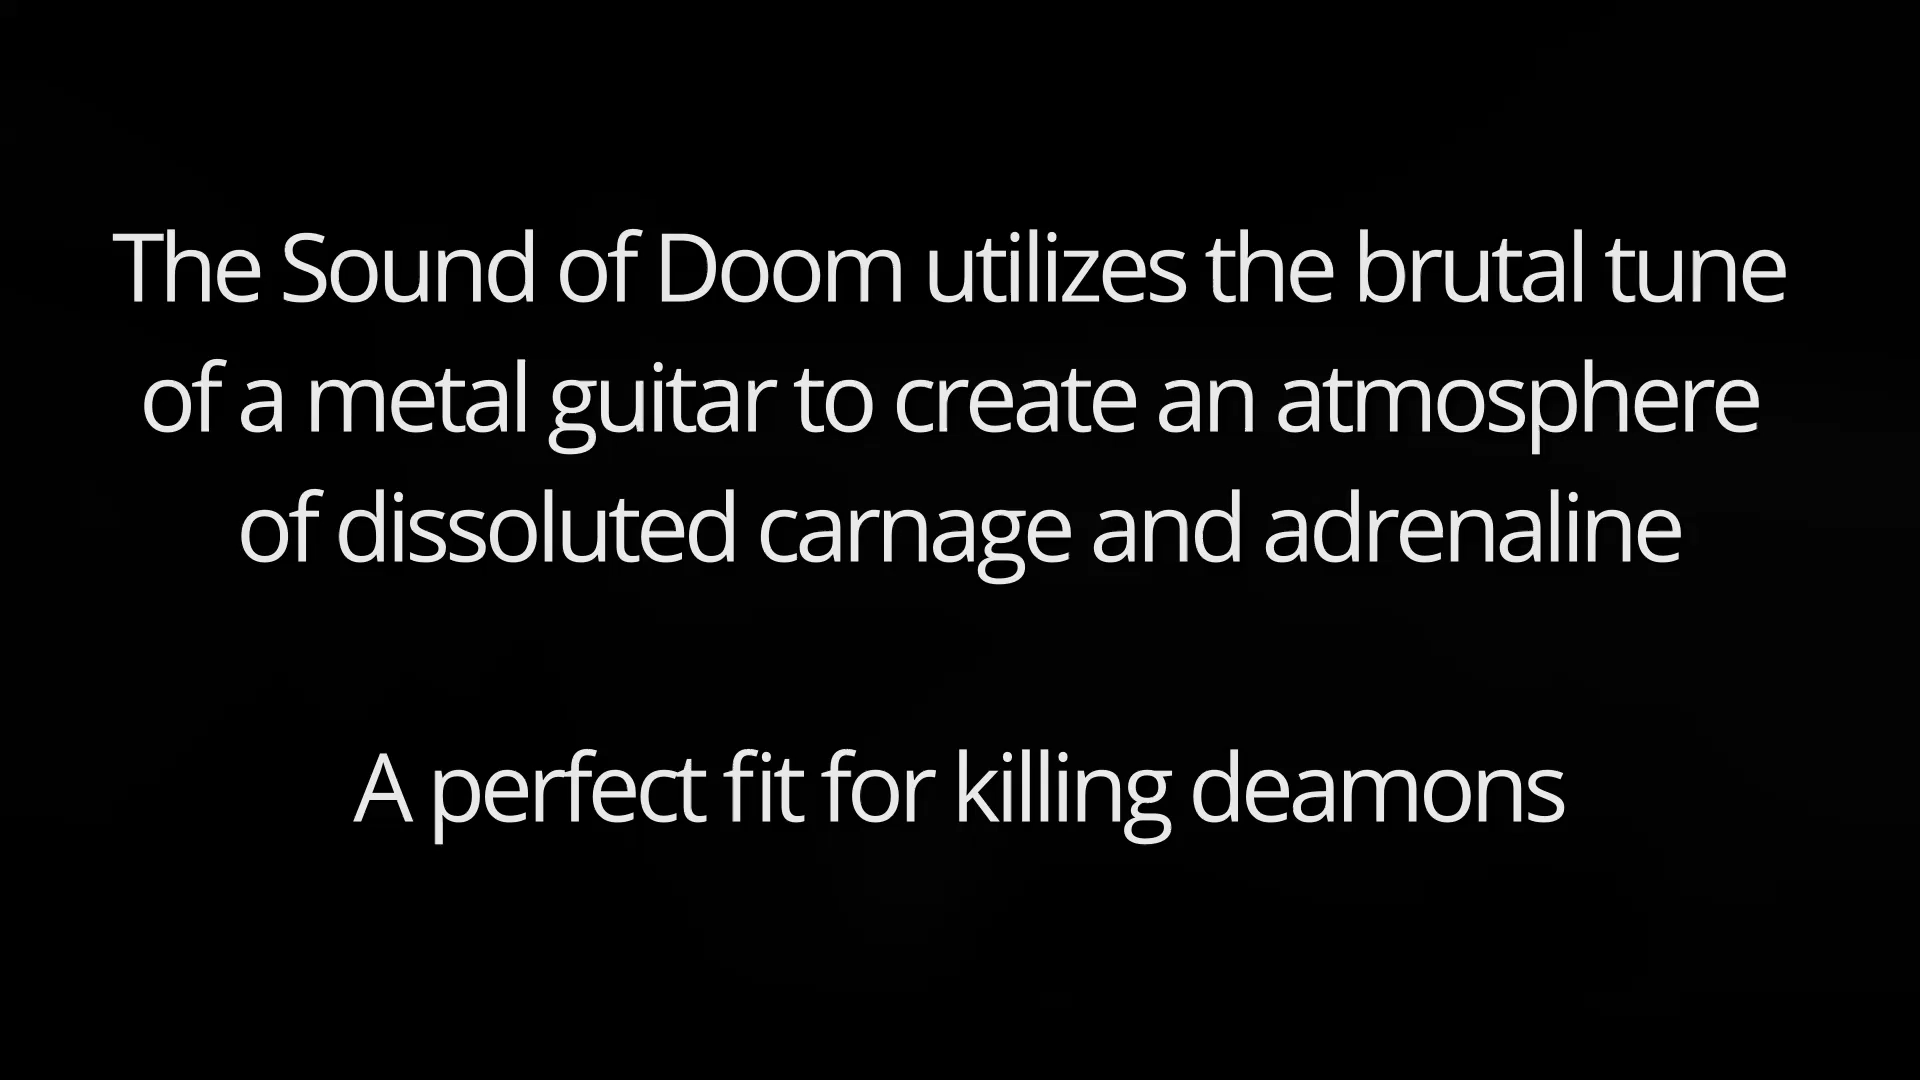 The Sound of Doom utilizes the brutal tune
of a metal guitar to create an atmosphere
of dissoluted carnage and adrenaline
A perfect fit for killing deamons